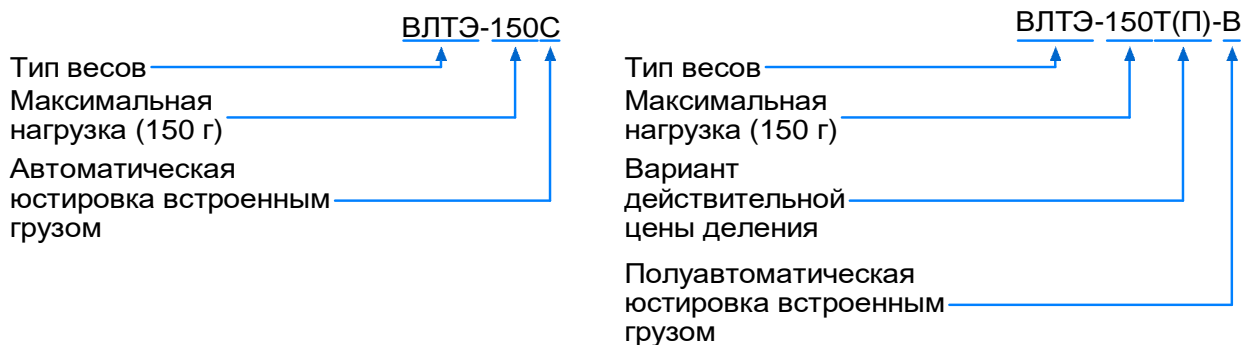 ВЛТЭ-150С
Тип весов
Максимальная
нагрузка (150 г)
Автоматическая
юстировка встроенным
грузом
ВЛТЭ-150Т(П)-В
Тип весов
Максимальная
нагрузка (150 г)
Вариант
действительной
цены деления
Полуавтоматическая
юстировка встроенным
грузом